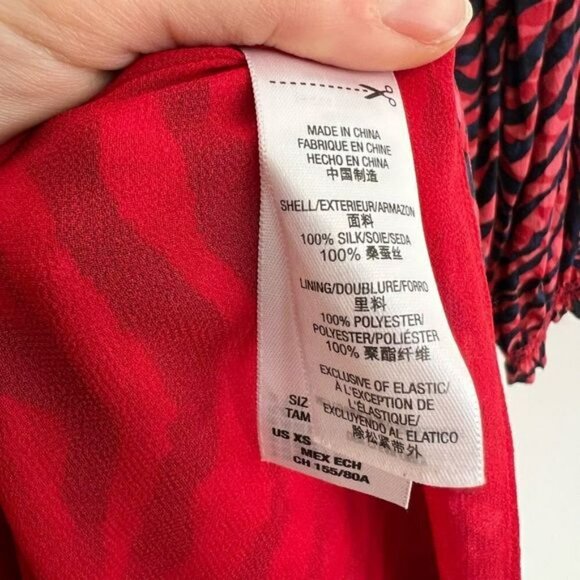 MADE IN CHINA
FABRIQUE EN CHINE
HECHO EN CHINA
中国制造
SHELL/EXTERIEUR/ARMAZON
面料
100% SILK/SOIE/SEDA
100% 桑蚕丝
LINING/DOUBLURE/FORRO
里料
100% POLYESTER/
POLYESTER/POLIÉSTER
100% 聚酯纤维
EXCLUSIVE OF ELASTIC/
À L'EXCEPTION DE
L'ÉLASTIQUE/
EXCLUYENDO AL ELATICO
除松紧带外
SIZ
TAM
US XS
MEX ECH
CH 155/80A